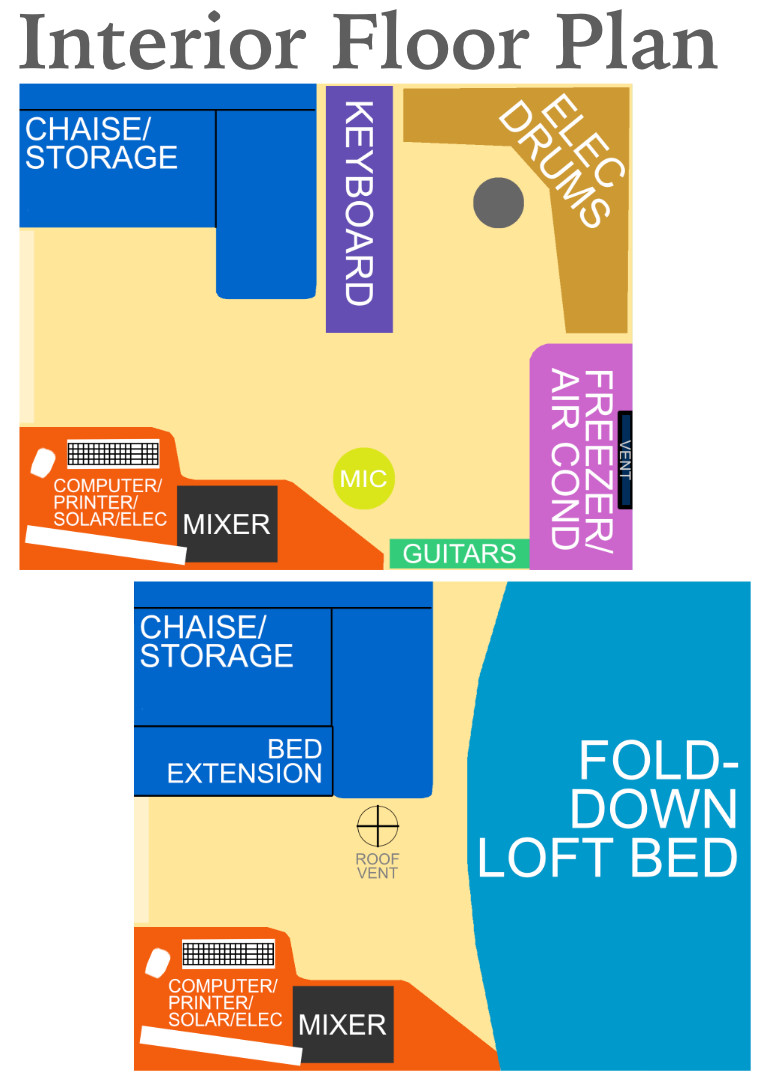 Interior Floor Plan
CHAISE/
STORAGE
KEYBOARD
ELEC
DRUMS
FREEZER/
AIR COND
VENT
COMPUTER/
PRINTER/
SOLAR/ELEC
MIXER
MIC
GUITARS
CHAISE/
STORAGE
BED
EXTENSION
ROOF
VENT
FOLD-
DOWN
LOFT BED
COMPUTER/
PRINTER/
SOLAR/ELEC
MIXER